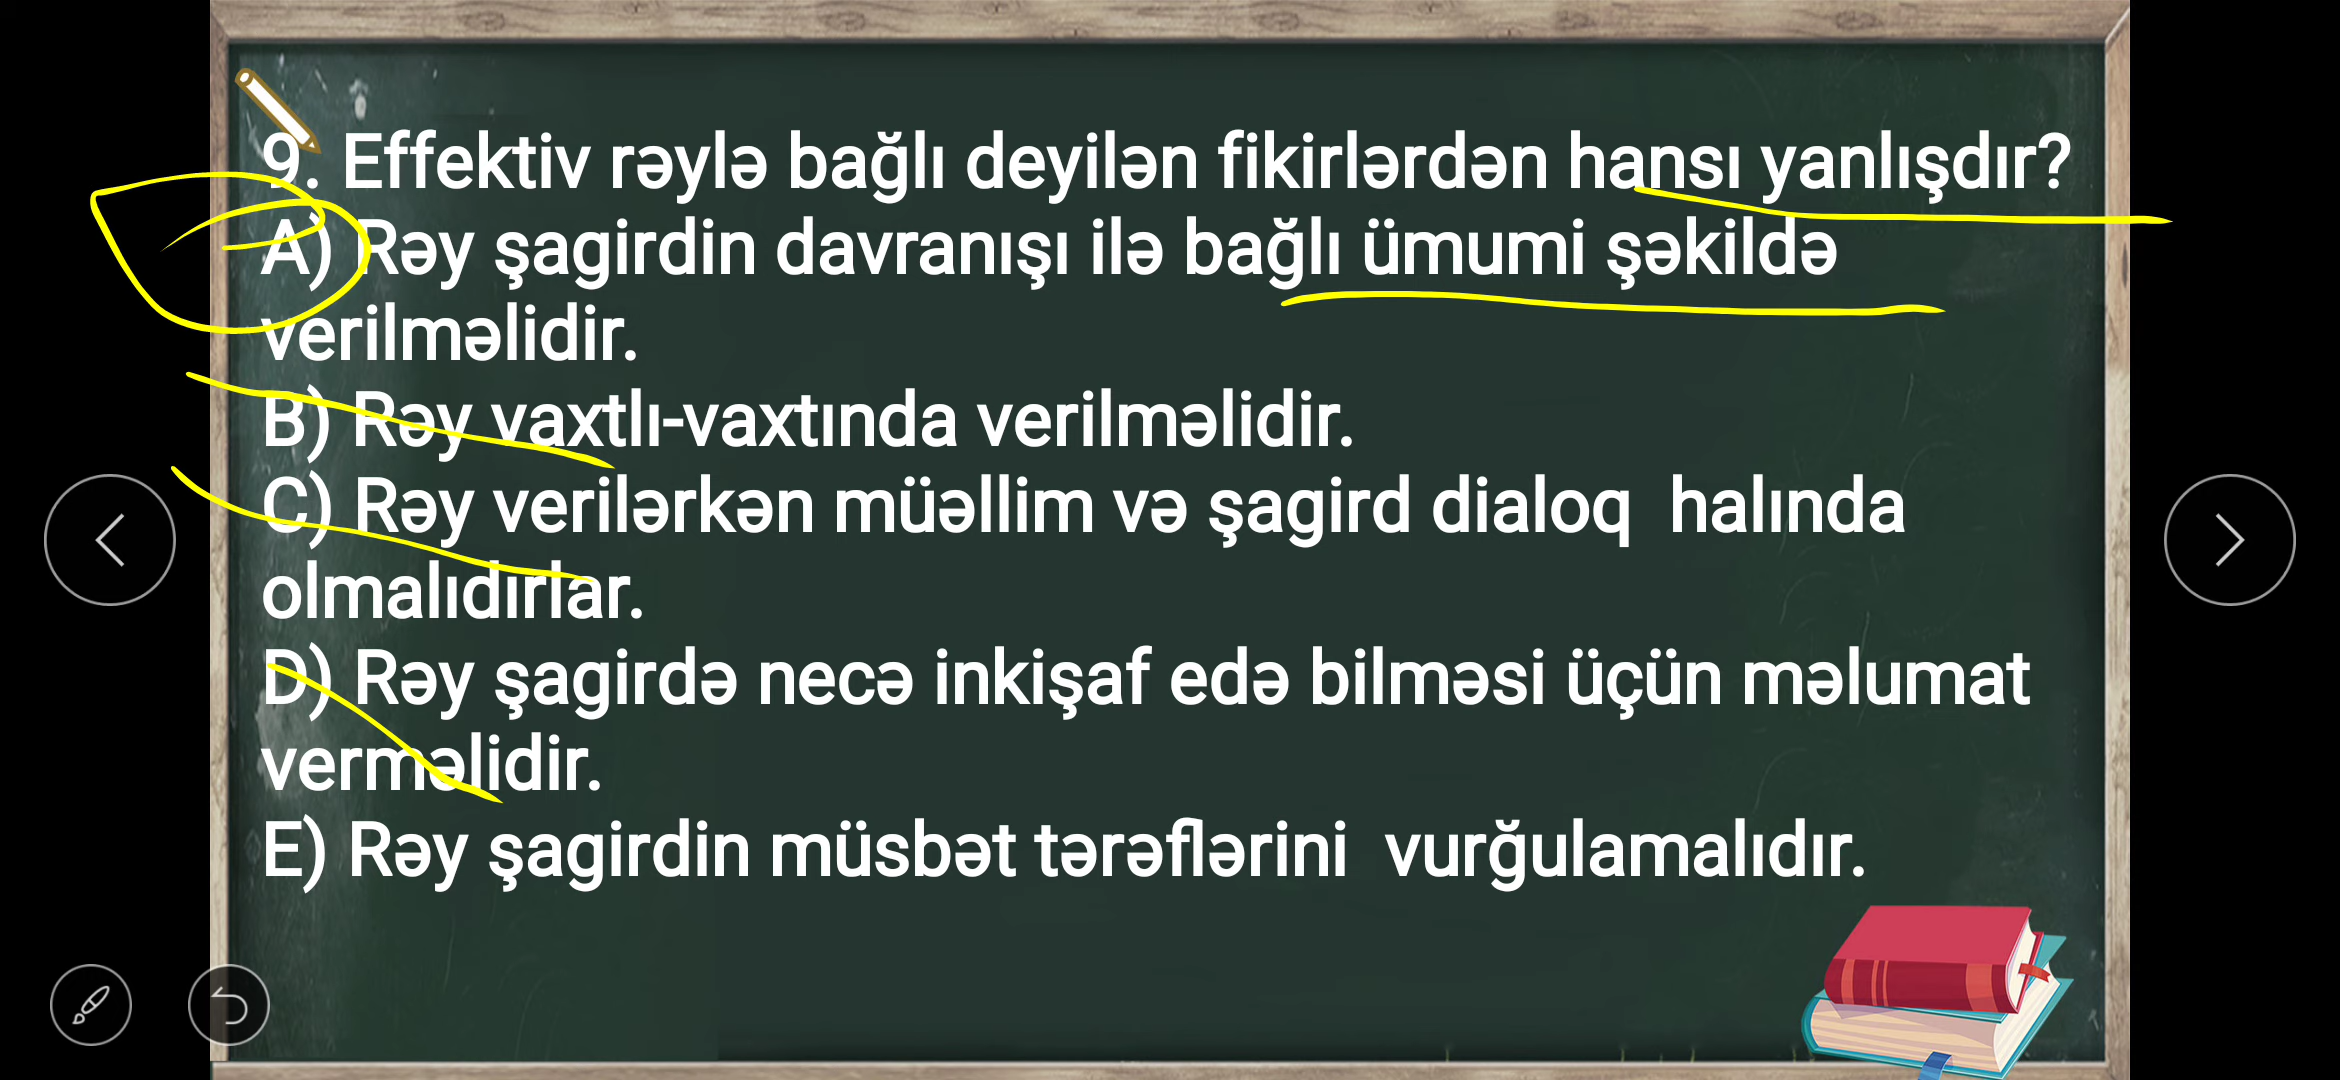 9. Effektiv rəylə bağlı deyilən fikirlərdən hansı yanlışdır?
A) Rəy şagirdin davranışı ilə bağlı ümumi şəkildə
verilməlidir.
B) Rəy vaxtlı-vaxtında verilməlidir.
C) Rəy verilərkən müəllim və şagird dialoq halında
olmalıdırlar.
D) Rəy şagirdə necə inkişaf edə bilməsi üçün məlumat
verməlidir.
E) Rəy şagirdin müsbət tərəflərini vurğulamalıdır.